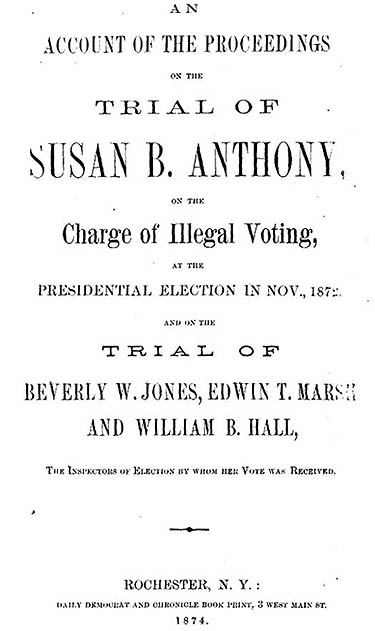 AN
ACCOUNT OF THE PROCEEDINGS
ON THE
TRIAL OF
SUSAN B. ANTHONY,
ON THE
Charge of Illegal Voting,
AT THE
PRESIDENTIAL ELECTION IN NOV., 1872.
AND ON THE
TRIAL OF
BEVERLY W. JONES, EDWIN T. MARSH
AND WILLIAM B. HALL,
THE INSPECTORS OF ELECTION BY WHOM HER VOTE WAS RECEIVED.
ROCHESTER, N. Y. :
DAILY DEMOCRAT AND CHRONICLE BOOK PRINT, 3 WEST MAIN ST.
1874.